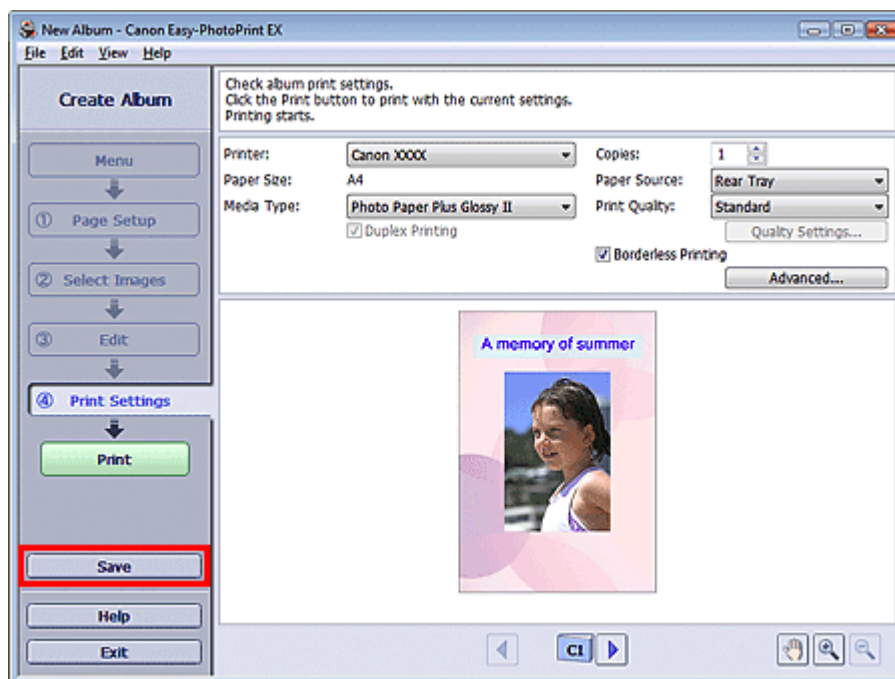 New Album - Canon Easy-PhotoPrint EX
File Edit View Help
Create Album
Check album print settings.
Click the Print button to print with the current settings.
Printing starts.
Menu
① Page Setup
② Select Images
③ Edit
④ Print Settings
Print
Save
Help
Exit
Printer: Canon XXXX Copies: 1
Paper Size: A4 Paper Source: Rear Tray
Media Type: Photo Paper Plus Glossy II Print Quality: Standard
Duplex Printing Quality Settings...
Borderless Printing
Advanced...
A memory of summer
C1